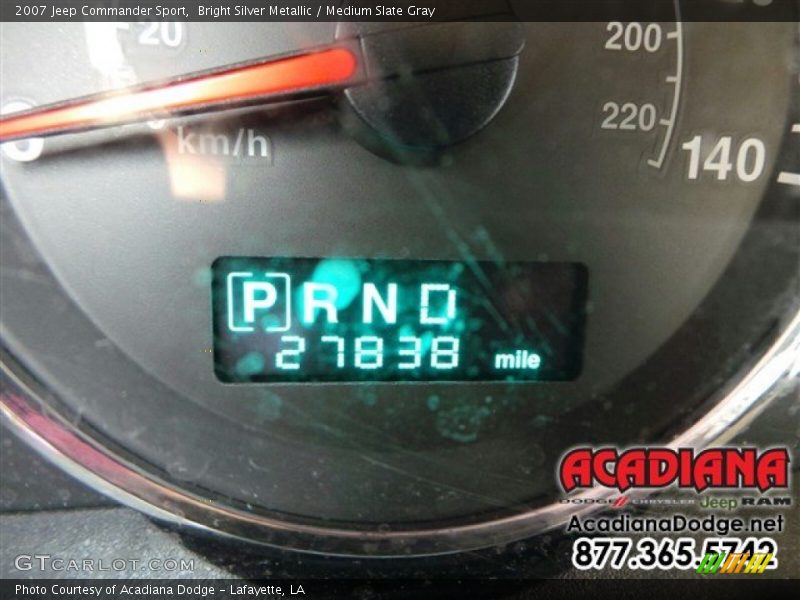 2007 Jeep Commander Sport,  Bright Silver Metallic / Medium Slate Gray
20
200
0
km/h
220
140
[P] R N D
27838 mile
ACADIANA
DODGE CHRYSLER Jeep RAM
AcadianaDodge.net
877.365.5742
GTCARLOT.COM
Photo Courtesy of Acadiana Dodge - Lafayette, LA